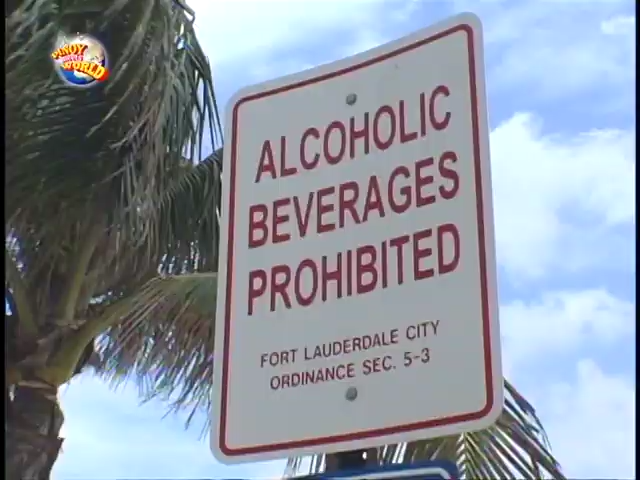 PINOY
WORLD
ALCOHOLIC
BEVERAGES
PROHIBITED
FORT LAUDERDALE CITY
ORDINANCE SEC. 5-3